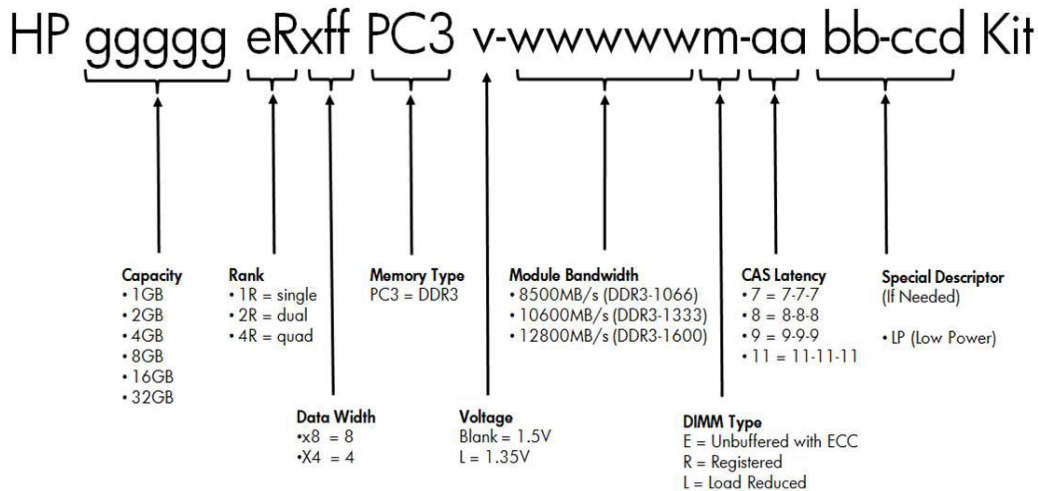 HP ggggg eRxff PC3 v-wwwwwm-aa bb-ccd Kit
Capacity
• 1GB
• 2GB
• 4GB
• 8GB
• 16GB
• 32GB
Rank
• 1R = single
• 2R = dual
• 4R = quad
Memory Type
PC3 = DDR3
Module Bandwidth
• 8500MB/s (DDR3-1066)
• 10600MB/s (DDR3-1333)
• 12800MB/s (DDR3-1600)
CAS Latency
• 7 = 7-7-7
• 8 = 8-8-8
• 9 = 9-9-9
• 11 = 11-11-11
Special Descriptor
(If Needed)
• LP (Low Power)
Data Width
•x8 = 8
•X4 = 4
Voltage
Blank = 1.5V
L = 1.35V
DIMM Type
E = Unbuffered with ECC
R = Registered
L = Load Reduced